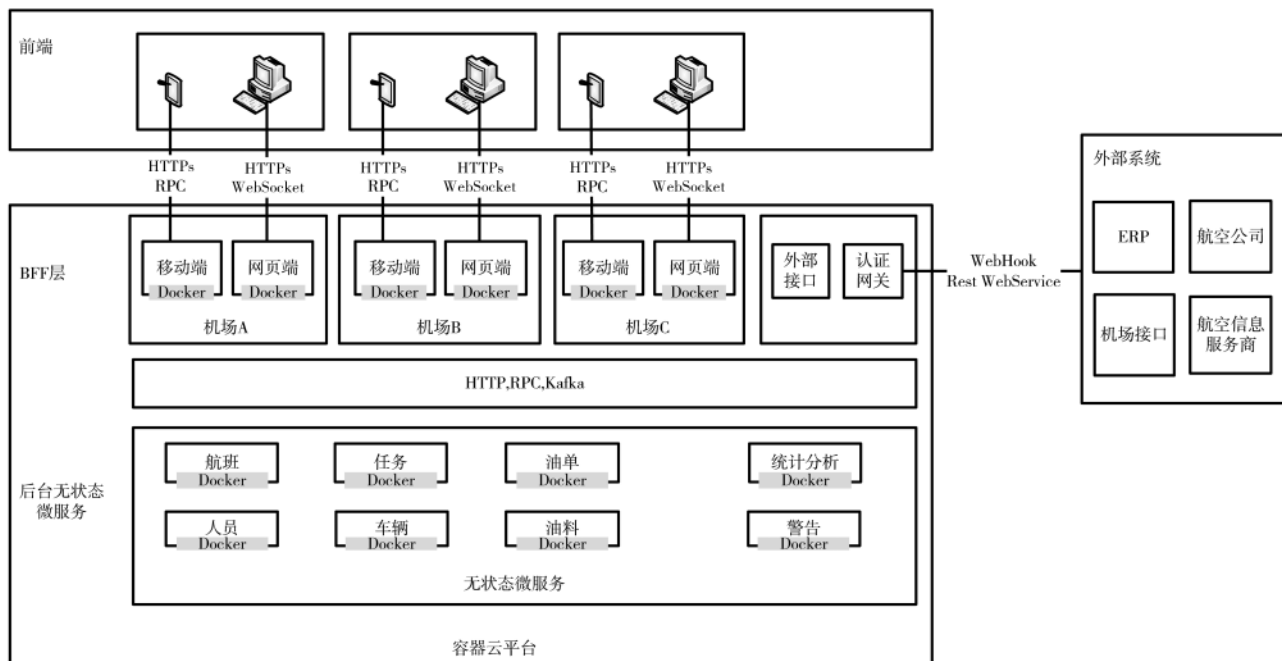 前端
HTTPs
RPC
HTTPs
WebSocket
HTTPs
RPC
HTTPs
WebSocket
HTTPs
RPC
HTTPs
WebSocket
BFF层
移动端
Docker
网页端
Docker
机场A
移动端
Docker
网页端
Docker
机场B
移动端
Docker
网页端
Docker
机场C
外部
接口
认证
网关
WebHook
Rest WebService
外部系统
ERP
航空公司
机场接口
航空信息
服务商
HTTP,RPC,Kafka
后台无状态
微服务
航班
Docker
任务
Docker
油单
Docker
统计分析
Docker
人员
Docker
车辆
Docker
油料
Docker
警告
Docker
无状态微服务
容器云平台